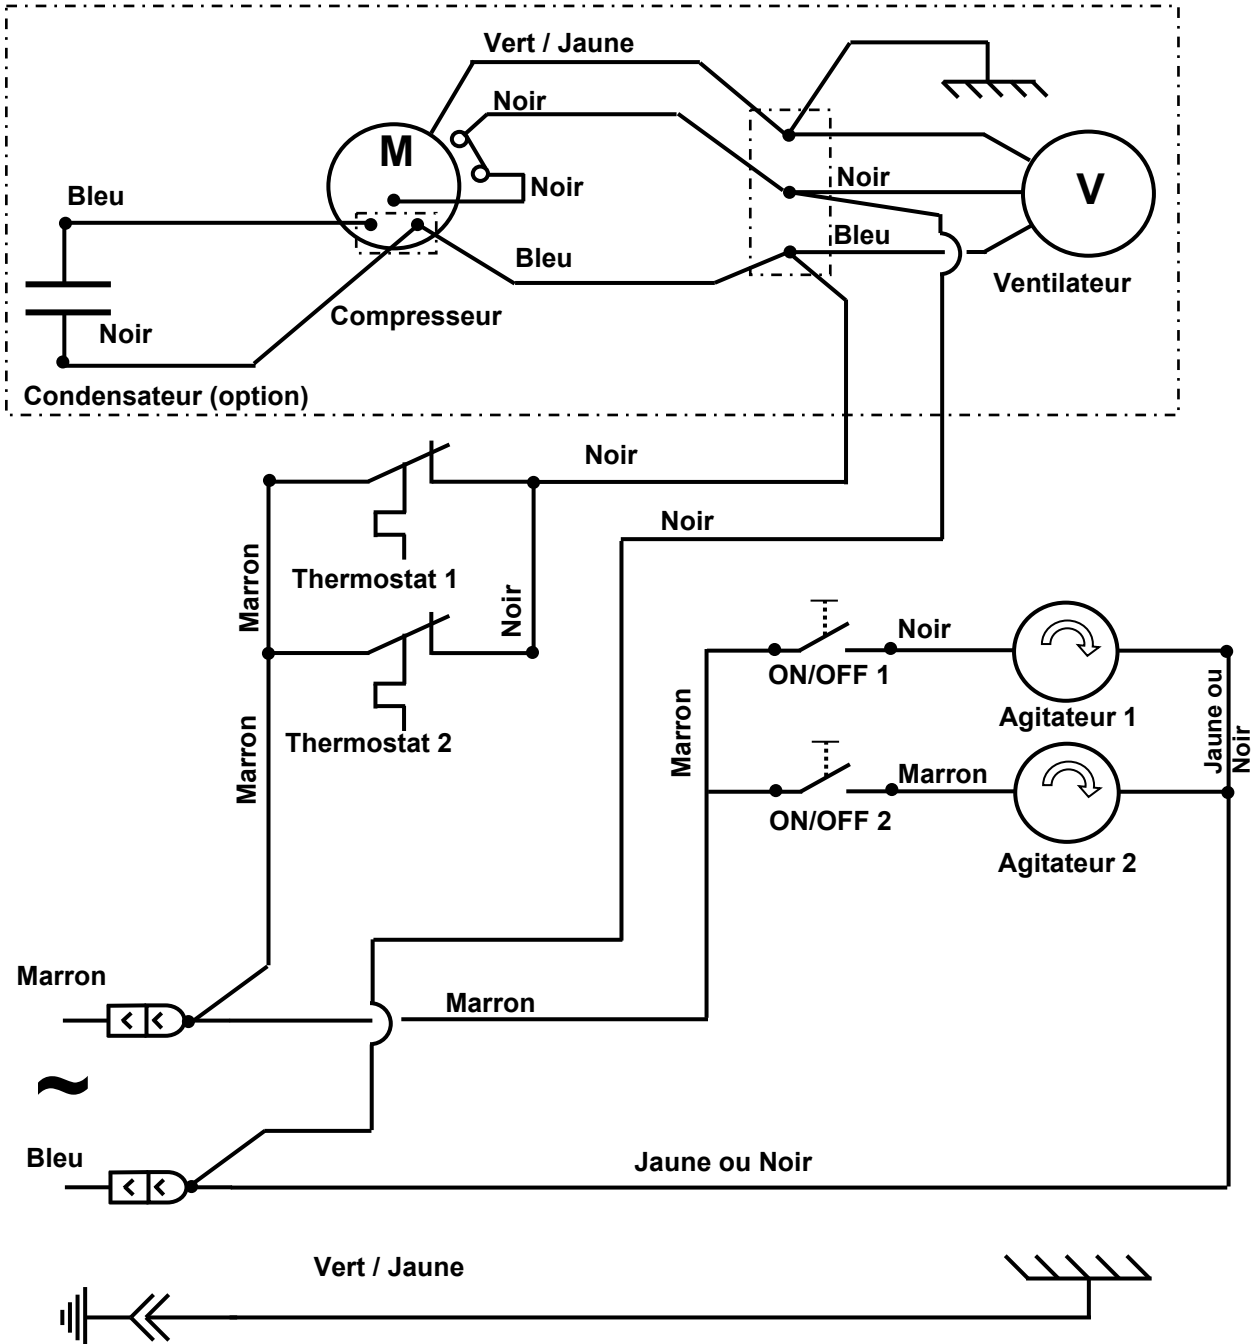 Vert / Jaune
Noir
M
Noir
Noir
V
Bleu
Bleu
Bleu
Ventilateur
Compresseur
Noir
Condensateur (option)
Noir
Noir
Marron
Thermostat 1
Noir
Noir
ON/OFF 1
Agitateur 1
Jaune ou
Noir
Marron
Thermostat 2
Marron
Marron
ON/OFF 2
Agitateur 2
Marron
Marron
~
Bleu
Jaune ou Noir
Vert / Jaune